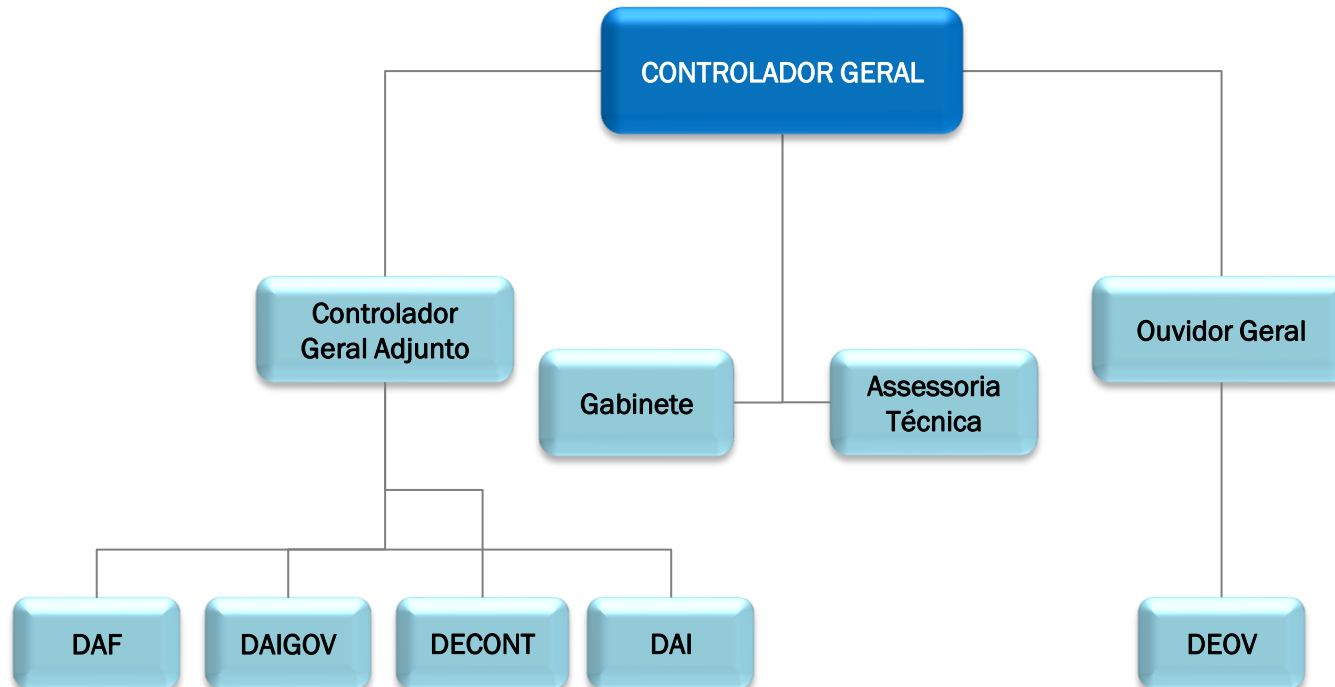 CONTROLADOR GERAL
Controlador
Geral Adjunto
Ouvidor Geral
Gabinete
Assessoria
Técnica
DAF
DAIGOV
DECONT
DAI
DEOV